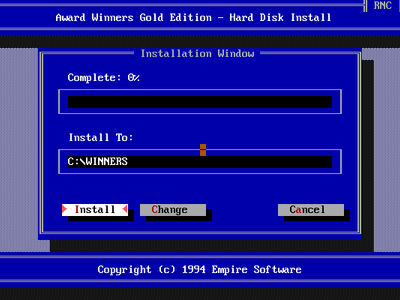 RNC
Award Winners Gold Edition - Hard Disk Install
Installation Window
Complete: 0%
Install To:
C:\WINNERS
Install Change Cancel
Copyright (c) 1994 Empire Software